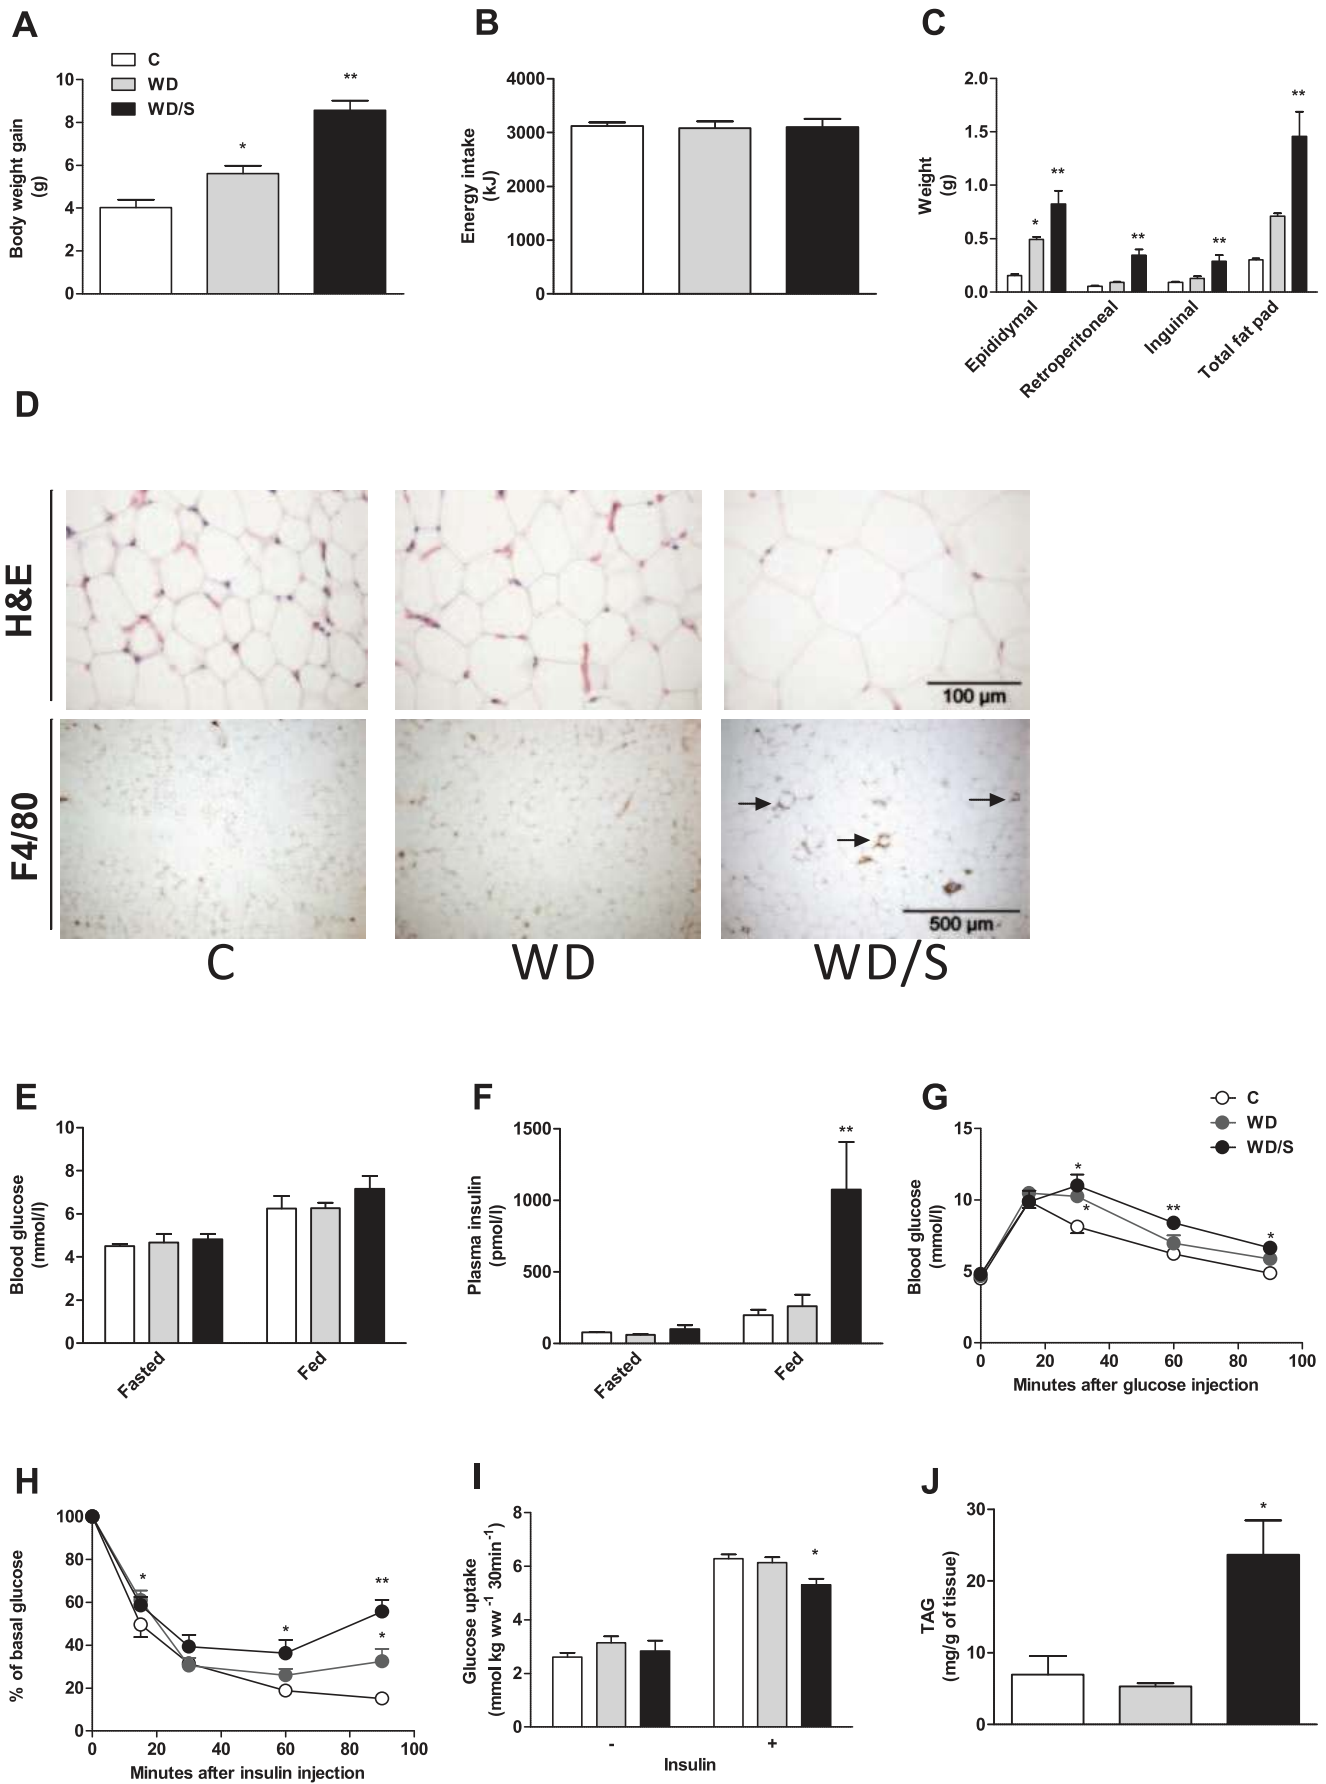 A
C
WD
WD/S
10
8
6
4
2
0
Body weight gain
(g)
*
**
B
4000
3000
2000
1000
0
Energy intake
(kJ)
C
2.0
1.5
1.0
0.5
0.0
Weight
(g)
*
**
**
**
**
Epididymal
Retroperitoneal
Inguinal
Total fat pad
D
H&E
100 µm
F4/80
500 µm
C
WD
WD/S
E
10
8
6
4
2
0
Blood glucose
(mmol/l)
Fasted
Fed
F
1500
1000
500
0
Plasma insulin
(pmol/l)
**
Fasted
Fed
G
C
WD
WD/S
15
10
5
0
Blood glucose
(mmol/l)
*
*
**
*
0 20 40 60 80 100
Minutes after glucose injection
H
100
80
60
40
20
0
% of basal glucose
*
*
**
*
0 20 40 60 80 100
Minutes after insulin injection
I
8
6
4
2
0
Glucose uptake
(mmol kg ww⁻¹ 30min⁻¹)
*
- +
Insulin
J
30
20
10
0
TAG
(mg/g of tissue)
*